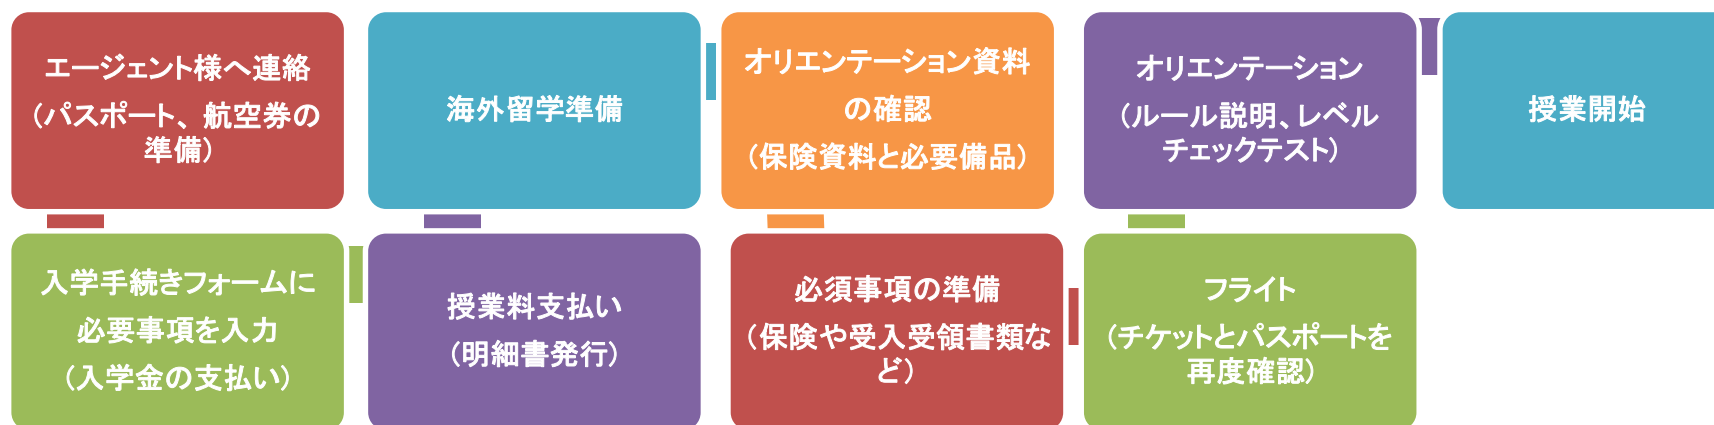 エージェント様へ連絡
（パスポート、航空券の
準備）
入学手続きフォームに
必要事項を入力
（入学金の支払い）
授業料支払い
（明細書発行）
海外留学準備
オリエンテーション資料
の確認
（保険資料と必要備品）
必須事項の準備
（保険や受入受領書類な
ど）
フライト
（チケットとパスポートを
再度確認）
オリエンテーション
（ルール説明、レベル
チェックテスト）
授業開始